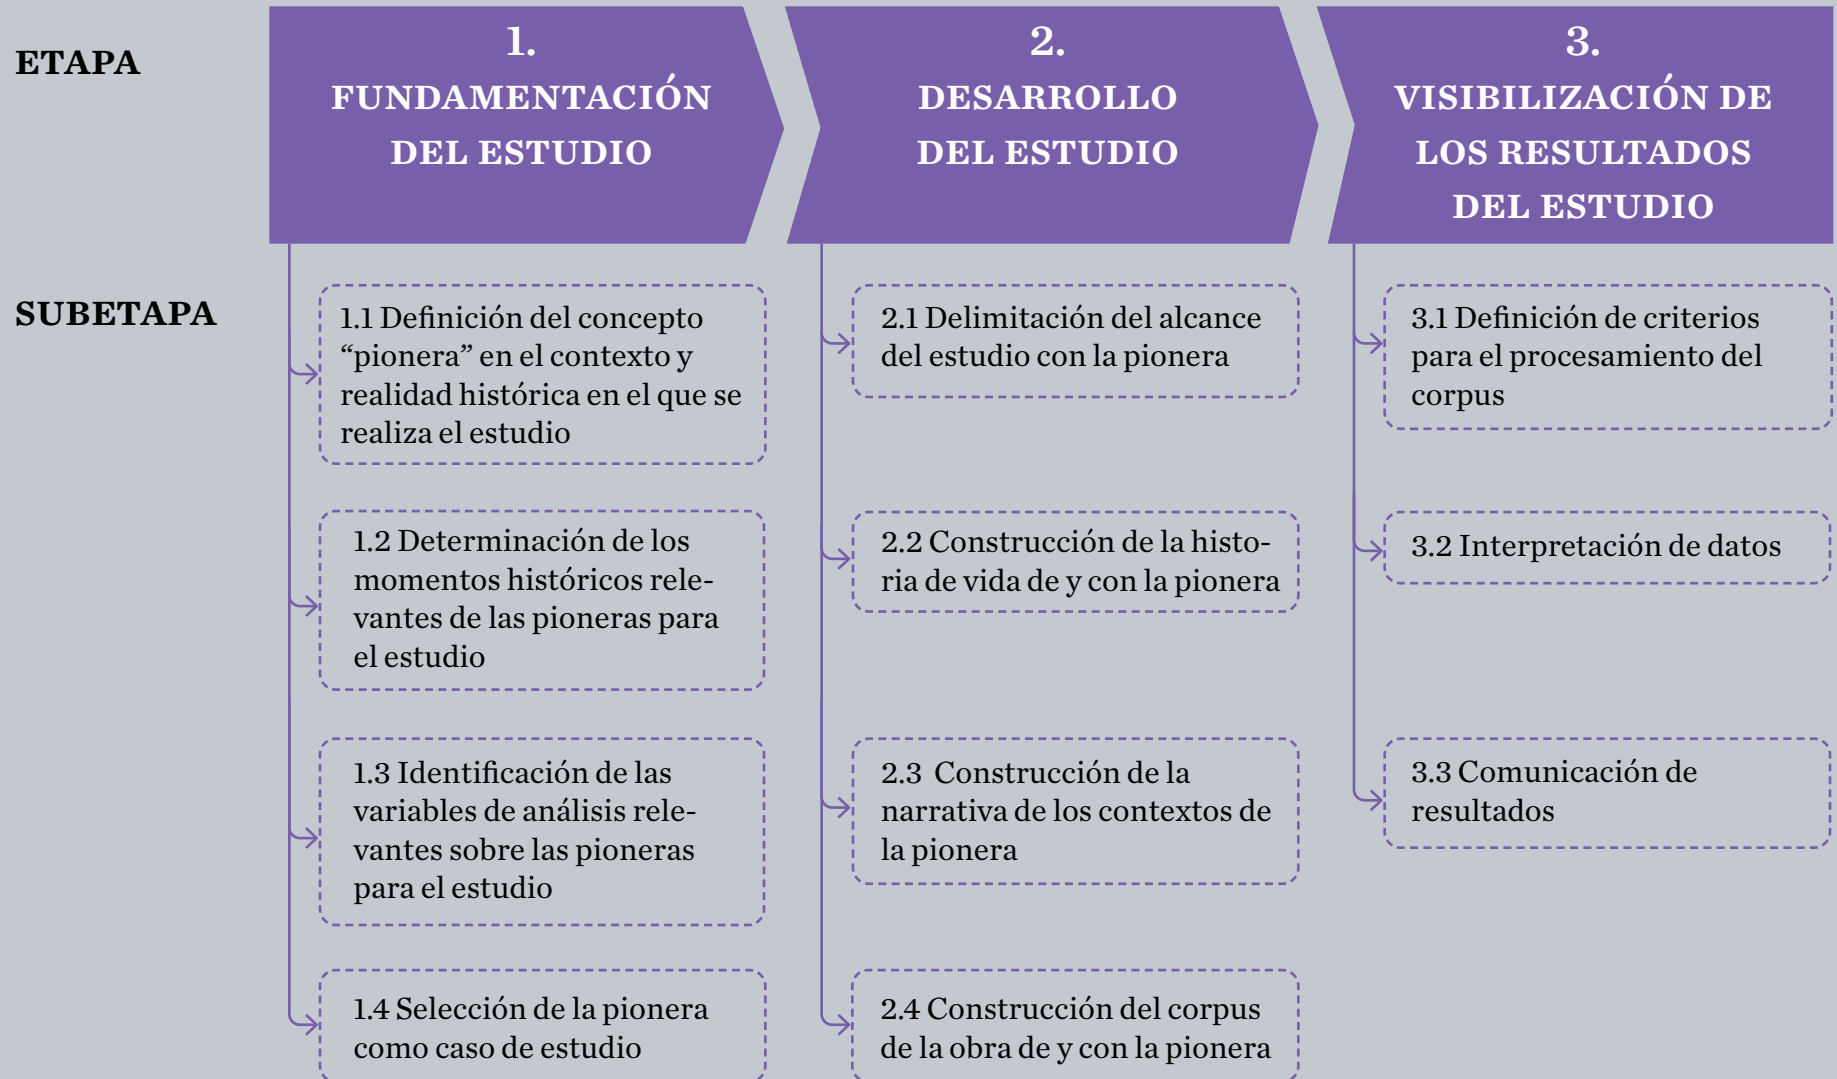 ETAPA
1.
FUNDAMENTACIÓN
DEL ESTUDIO
2.
DESARROLLO
DEL ESTUDIO
3.
VISIBILIZACIÓN DE
LOS RESULTADOS
DEL ESTUDIO
SUBETAPA
1.1 Definición del concepto
“pionera” en el contexto y
realidad histórica en el que se
realiza el estudio
1.2 Determinación de los
momentos históricos rele-
vantes de las pioneras para
el estudio
1.3 Identificación de las
variables de análisis rele-
vantes sobre las pioneras
para el estudio
1.4 Selección de la pionera
como caso de estudio
2.1 Delimitación del alcance
del estudio con la pionera
2.2 Construcción de la histo-
ria de vida de y con la pionera
2.3 Construcción de la
narrativa de los contextos de
la pionera
2.4 Construcción del corpus
de la obra de y con la pionera
3.1 Definición de criterios
para el procesamiento del
corpus
3.2 Interpretación de datos
3.3 Comunicación de
resultados